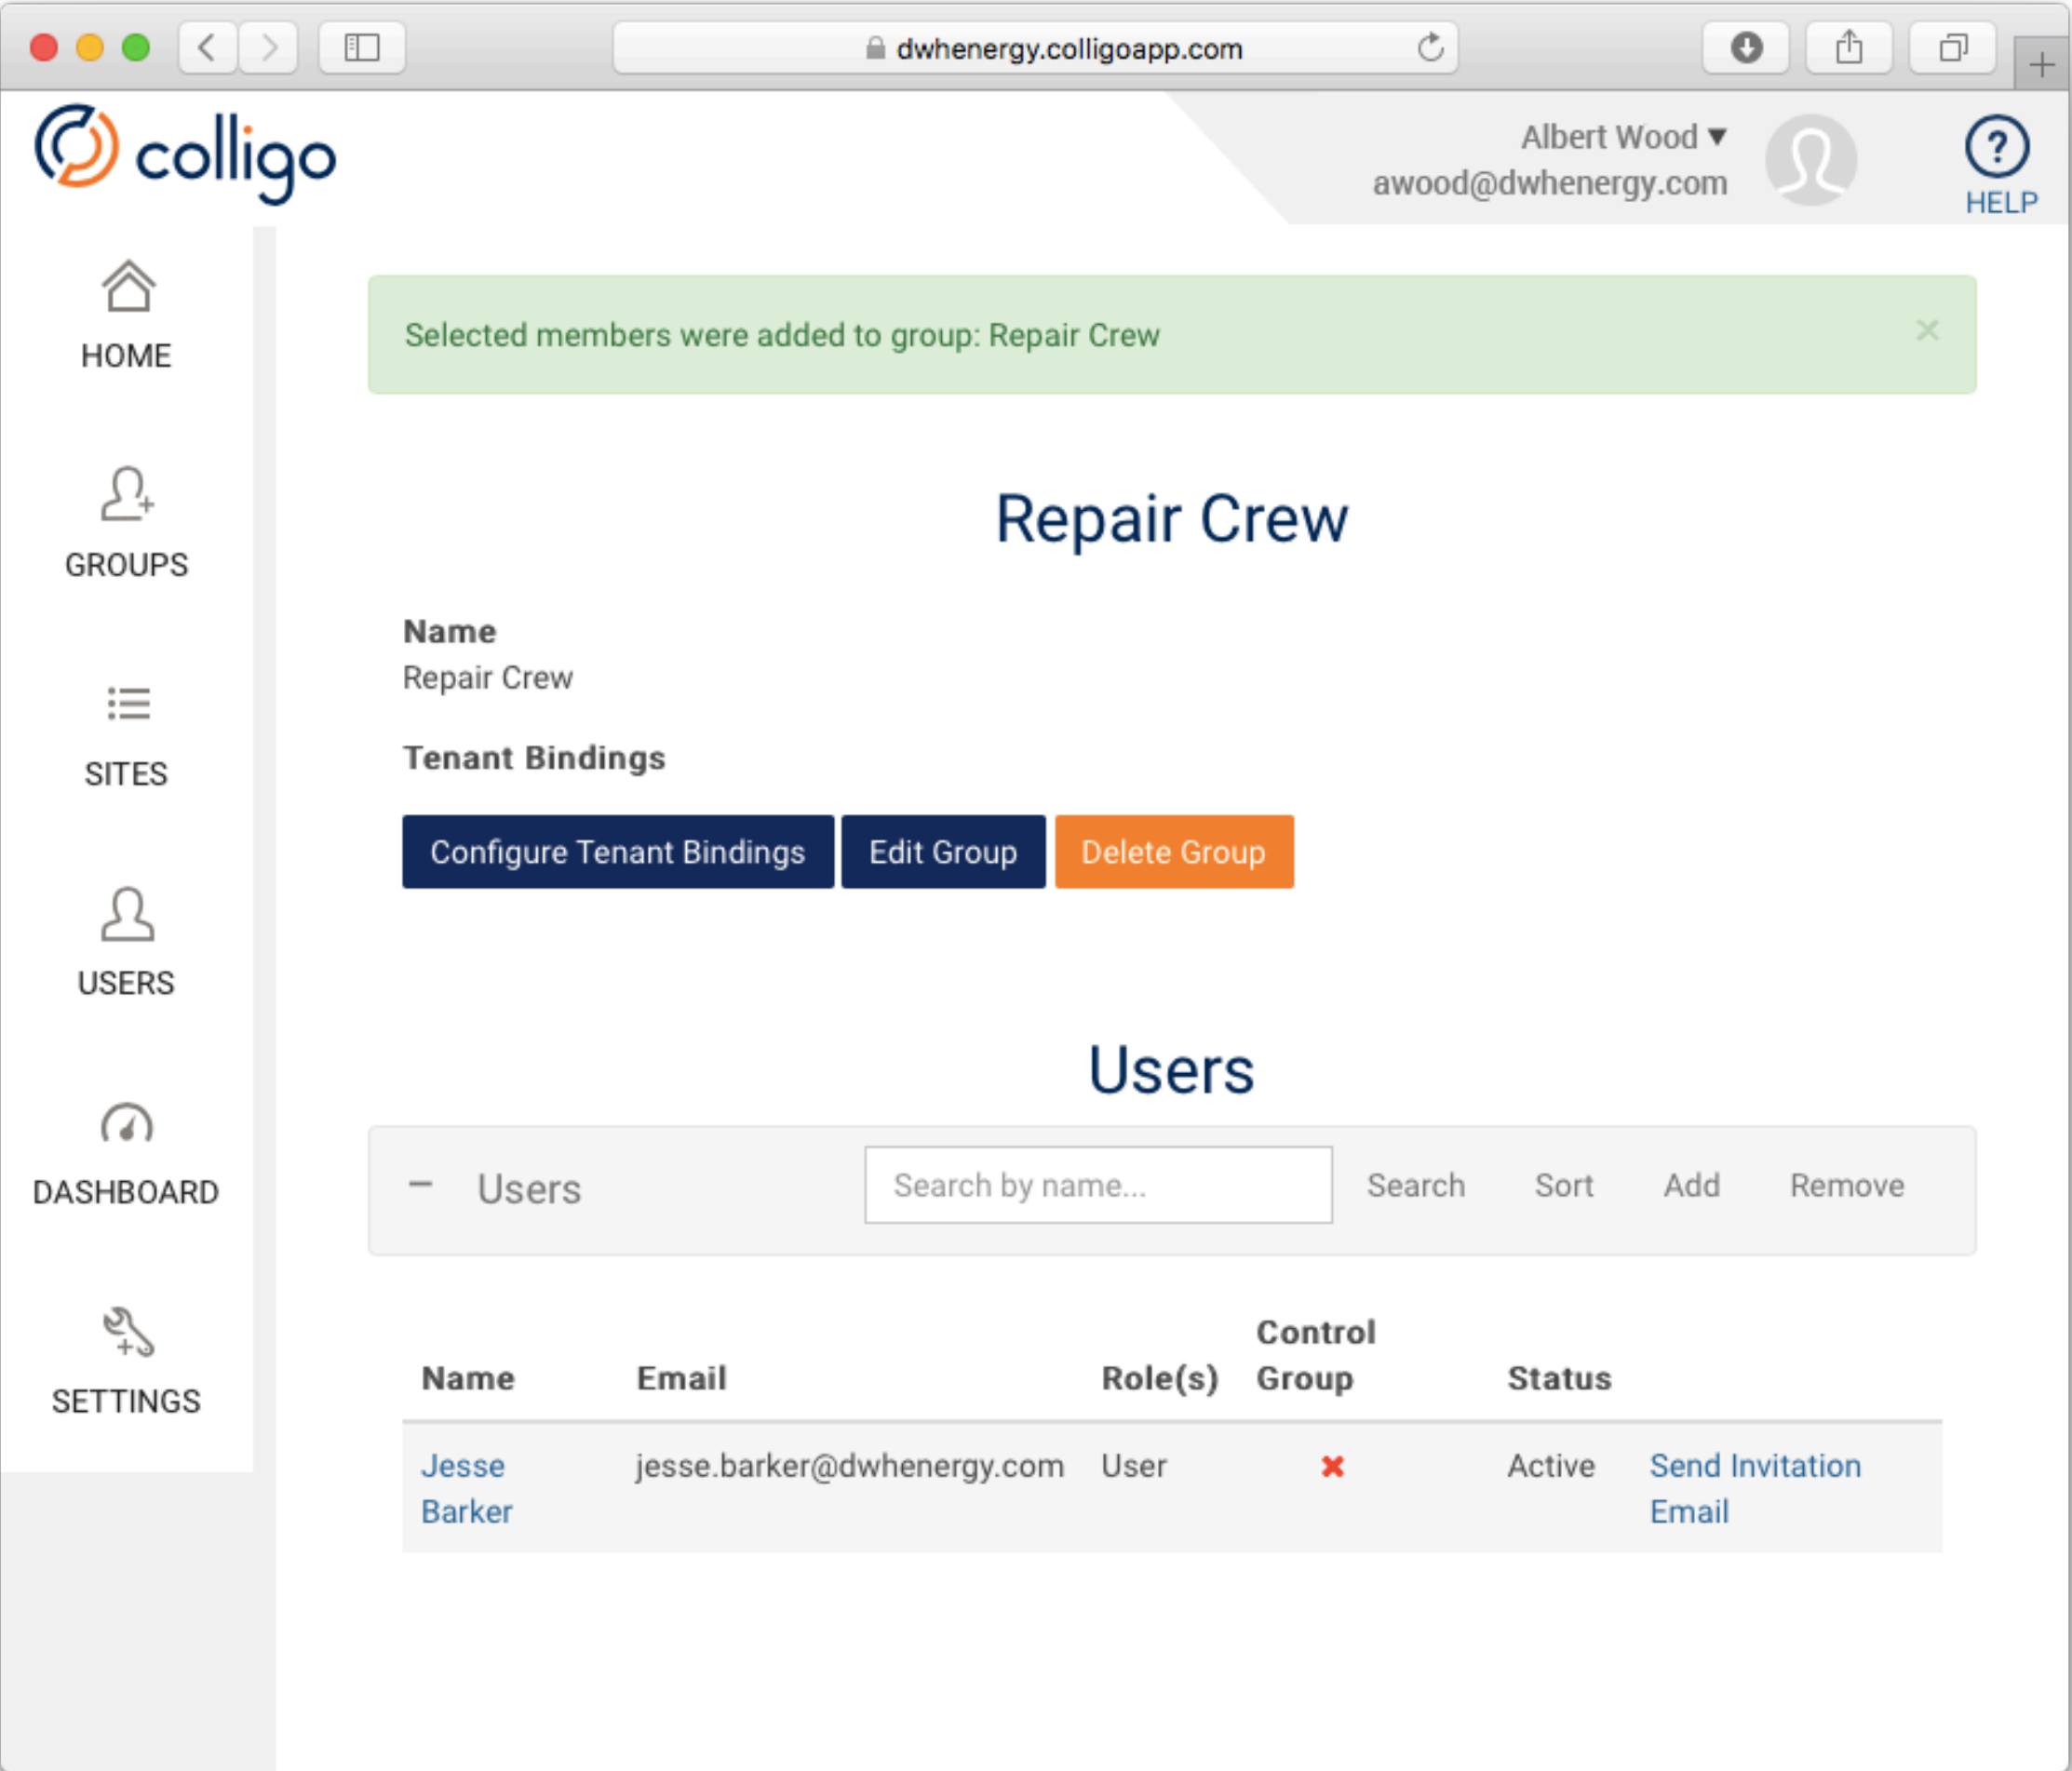 dwhenergy.colligoapp.com
colligo
Albert Wood ▼
awood@dwhenergy.com
?
HELP
HOME
GROUPS
SITES
USERS
DASHBOARD
SETTINGS
Selected members were added to group: Repair Crew ×
Repair Crew
Name
Repair Crew
Tenant Bindings
Configure Tenant Bindings Edit Group Delete Group
Users
− Users Search by name... Search Sort Add Remove
Name Email Role(s) Control Group Status
Jesse Barker jesse.barker@dwhenergy.com User ✖ Active Send Invitation Email